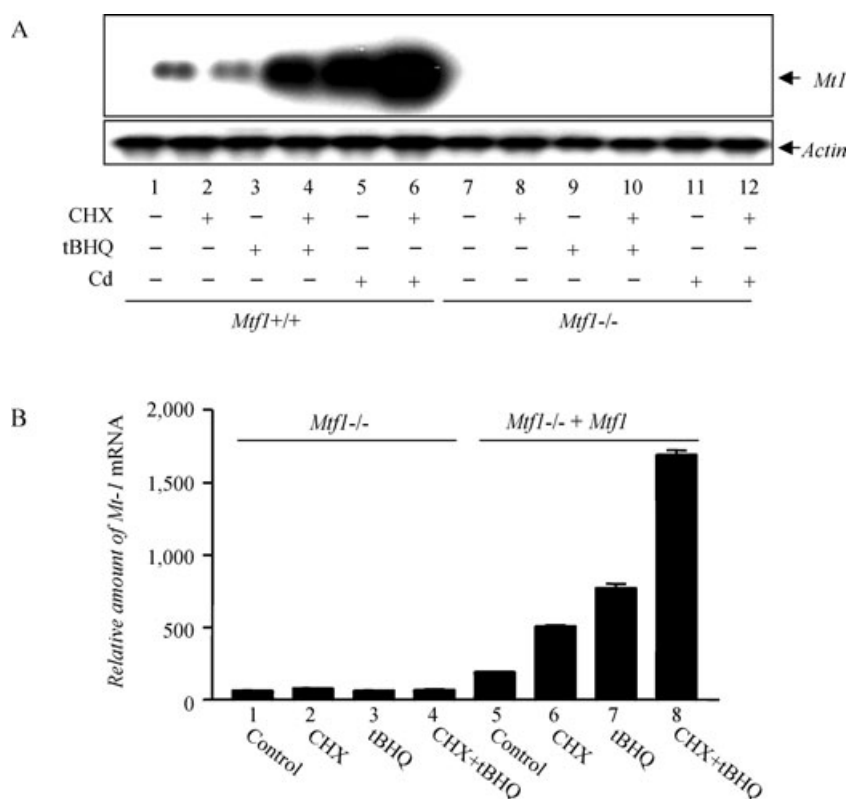 A
Mt1
Actin
1 2 3 4 5 6 7 8 9 10 11 12
CHX – + – + – + – + – + – +
tBHQ – – + + – – – – + + – –
Cd – – – – + + – – – – + +
Mtf1+/+ Mtf1-/-
B
Mtf1-/- Mtf1-/- + Mtf1
Relative amount of Mt-1 mRNA
2,000
1,500
1,000
500
0
1 2 3 4 5 6 7 8
Control CHX tBHQ CHX+tBHQ Control CHX tBHQ CHX+tBHQ